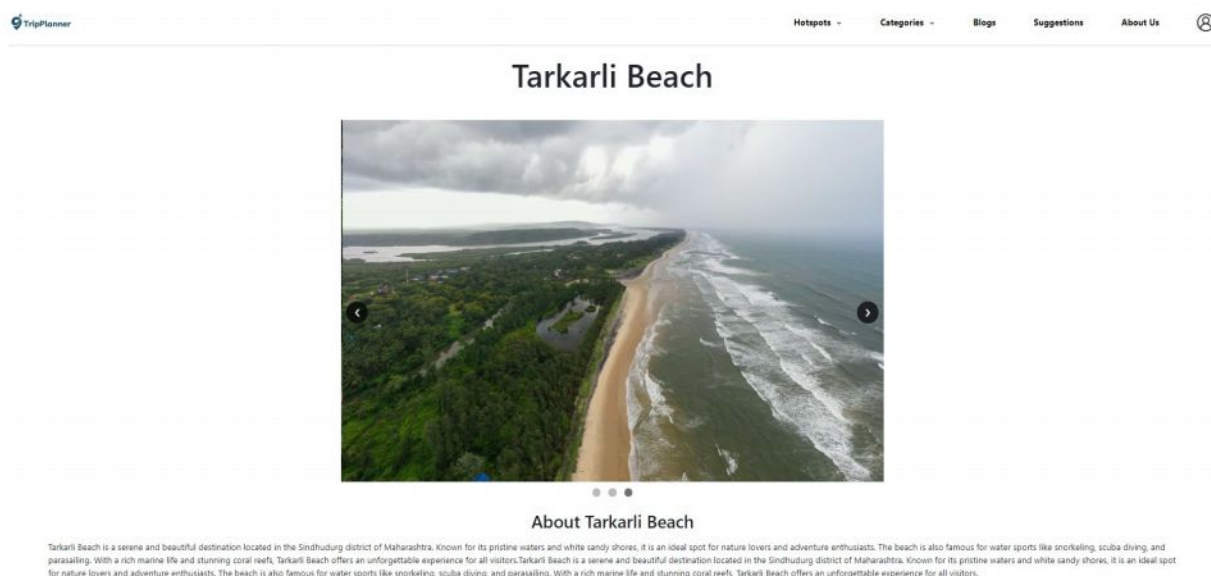 TripPlanner
Hotspots
Categories
Blogs
Suggestions
About Us
Tarkarli Beach
About Tarkarli Beach
Tarkarli Beach is a serene and beautiful destination located in the Sindhudurg district of Maharashtra. Known for its pristine waters and white sandy shores, it is an ideal spot for nature lovers and adventure enthusiasts. The beach is also famous for water sports like snorkeling, scuba diving, and
parasailing. With a rich marine life and stunning coral reefs, Tarkarli Beach offers an unforgettable experience for all visitors.Tarkarli Beach is a serene and beautiful destination located in the Sindhudurg district of Maharashtra. Known for its pristine waters and white sandy shores, it is an ideal spot
for nature lovers and adventure enthusiasts. The beach is also famous for water sports like snorkeling, scuba diving, and parasailing. With a rich marine life and stunning coral reefs, Tarkarli Beach offers an unforgettable experience for all visitors.